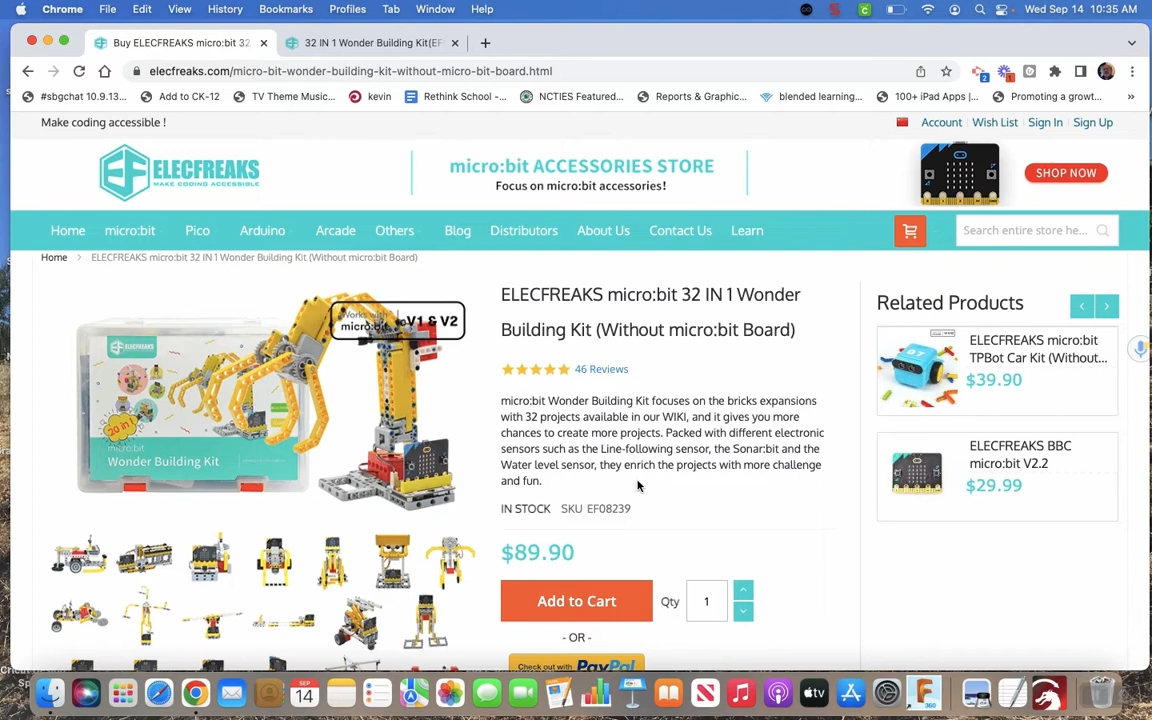 Chrome File Edit View History Bookmarks Profiles Tab Window Help Wed Sep 14 10:35 AM
Buy ELECFREAKS micro:bit 32 32 IN 1 Wonder Building Kit(EF
elecfreaks.com/micro-bit-wonder-building-kit-without-micro-bit-board.html
#sbgchat 10.9.13... Add to CK-12 TV Theme Music... kevin Rethink School -... NCTIES Featured... Reports & Graphic... blended learning... 100+ iPad Apps |... Promoting a growt... »
Make coding accessible ! Account Wish List Sign In Sign Up
ELECFREAKS
MAKE CODING ACCESSIBLE
micro:bit ACCESSORIES STORE
Focus on micro:bit accessories!
SHOP NOW
Home micro:bit Pico Arduino Arcade Others Blog Distributors About Us Contact Us Learn Search entire store he...
Home > ELECFREAKS micro:bit 32 IN 1 Wonder Building Kit (Without micro:bit Board)
Works with
micro:bit V1 & V2
ELECFREAKS
20 in 1
micro:bit
Wonder Building Kit
ELECFREAKS micro:bit 32 IN 1 Wonder
Building Kit (Without micro:bit Board)
46 Reviews
micro:bit Wonder Building Kit focuses on the bricks expansions
with 32 projects available in our WIKI, and it gives you more
chances to create more projects. Packed with different electronic
sensors such as the Line-following sensor, the Sonar:bit and the
Water level sensor, they enrich the projects with more challenge
and fun.
IN STOCK SKU EF08239
$89.90
Add to Cart Qty 1
- OR -
Check out with PayPal
Related Products
ELECFREAKS micro:bit
TPBot Car Kit (Without...
$39.90
ELECFREAKS BBC
micro:bit V2.2
$29.99
SEP
14
tv
360